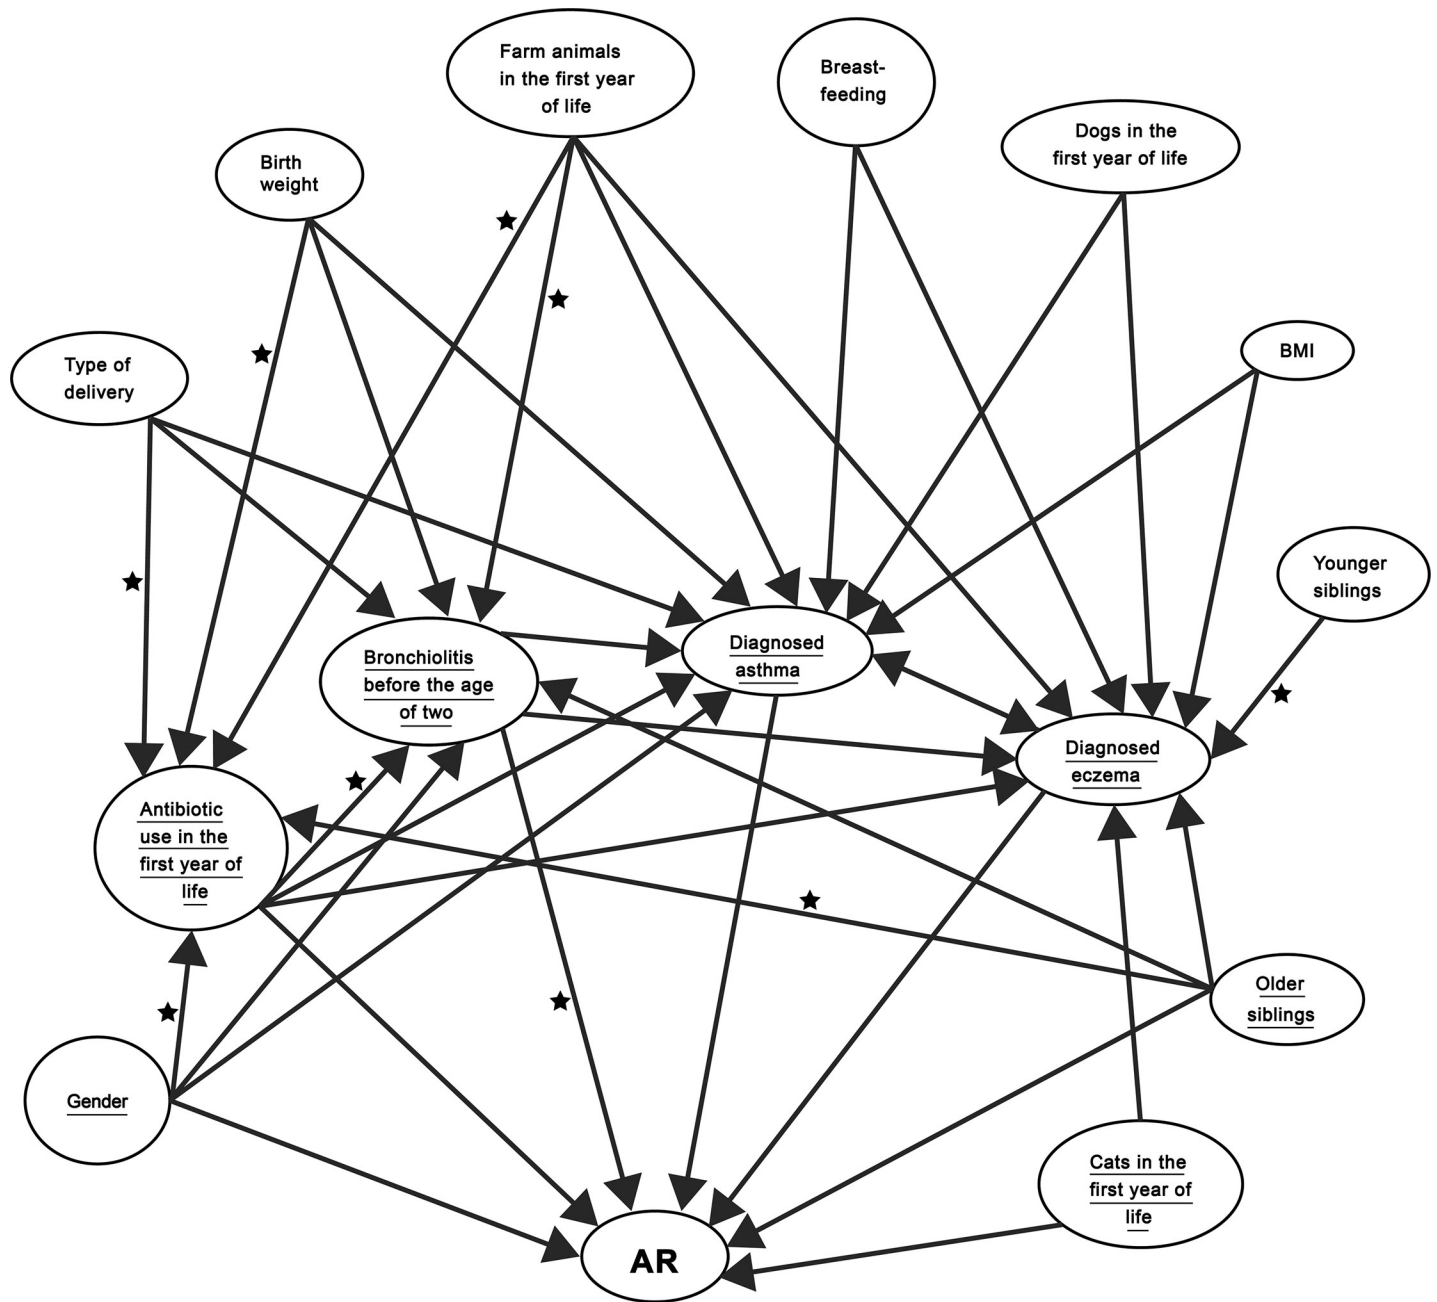 Farm animals
in the first year
of life
Breast-
feeding
Dogs in the
first year of life
Birth
weight
Type of
delivery
BMI
Younger
siblings
Diagnosed
asthma
Bronchiolitis
before the age
of two
Diagnosed
eczema
Antibiotic
use in the
first year of
life
Older
siblings
Gender
Cats in the
first year of
life
AR